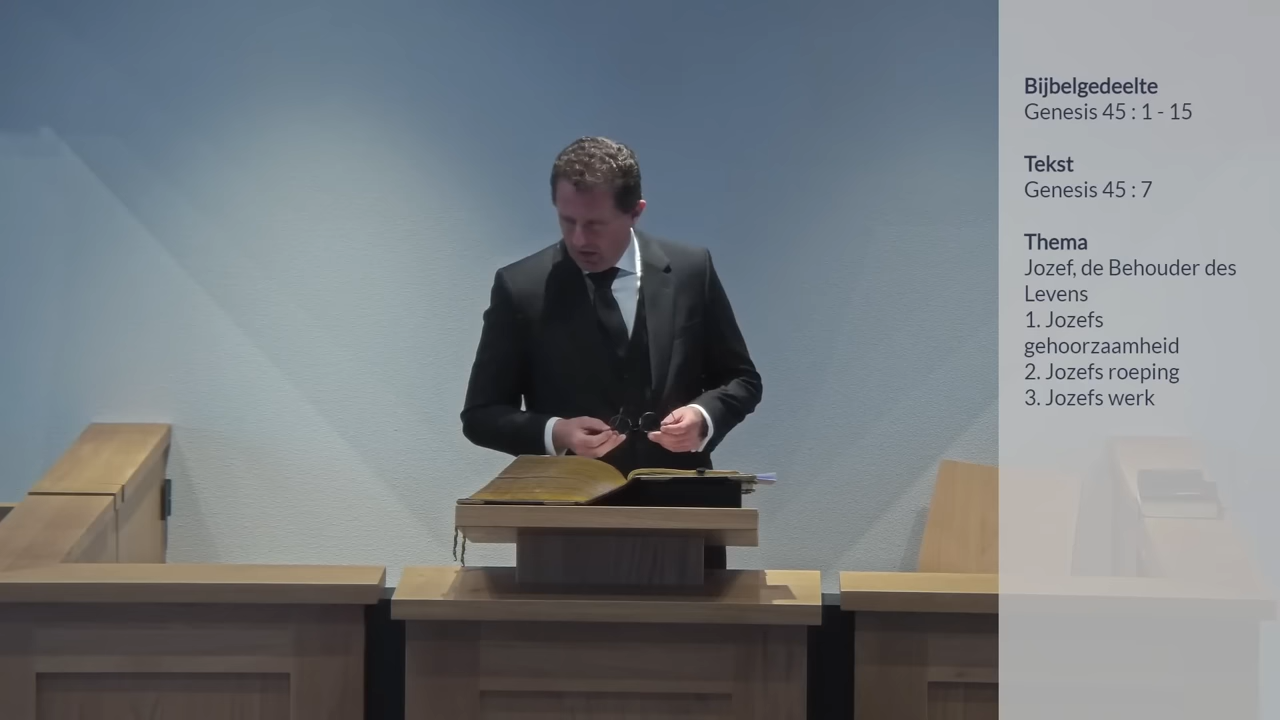 Bijbelgedeelte
Genesis 45 : 1 - 15
Tekst
Genesis 45 : 7
Thema
Jozef, de Behouder des
Levens
1. Jozefs
gehoorzaamheid
2. Jozefs roeping
3. Jozefs werk